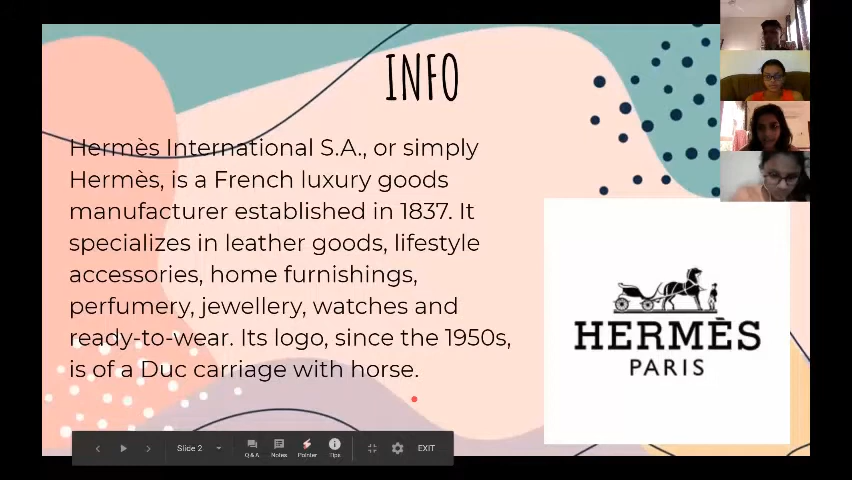 INFO
Hermès International S.A., or simply
Hermès, is a French luxury goods
manufacturer established in 1837. It
specializes in leather goods, lifestyle
accessories, home furnishings,
perfumery, jewellery, watches and
ready-to-wear. Its logo, since the 1950s,
is of a Duc carriage with horse.
HERMÈS
PARIS
Slide 2
Q&A
Notes
Pointer
Tips
EXIT